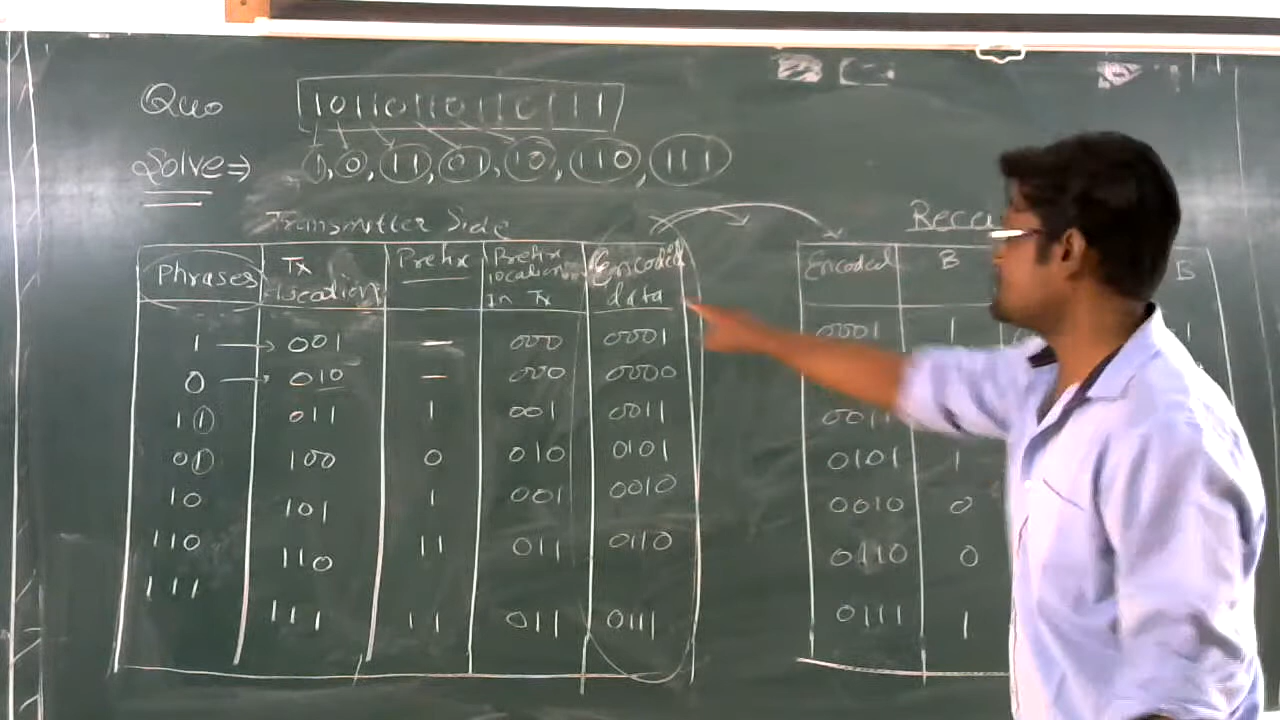 Quo 10110110110111
Solve ⇒ 1, 0, 11, 01, 10, 110, 111
Transmitter Side
Phrases Tx Location Prefix Prefix Location In Tx Encoded data
1 → 001 — 000 0001
0 → 010 — 000 0000
11 011 1 001 0011
01 100 0 010 0101
10 101 1 001 0010
110 110 11 011 0110
111 111 11 011 0111
Encoded B B
0001 1
0011
0101 1
0010 0
0110 0
0111 1